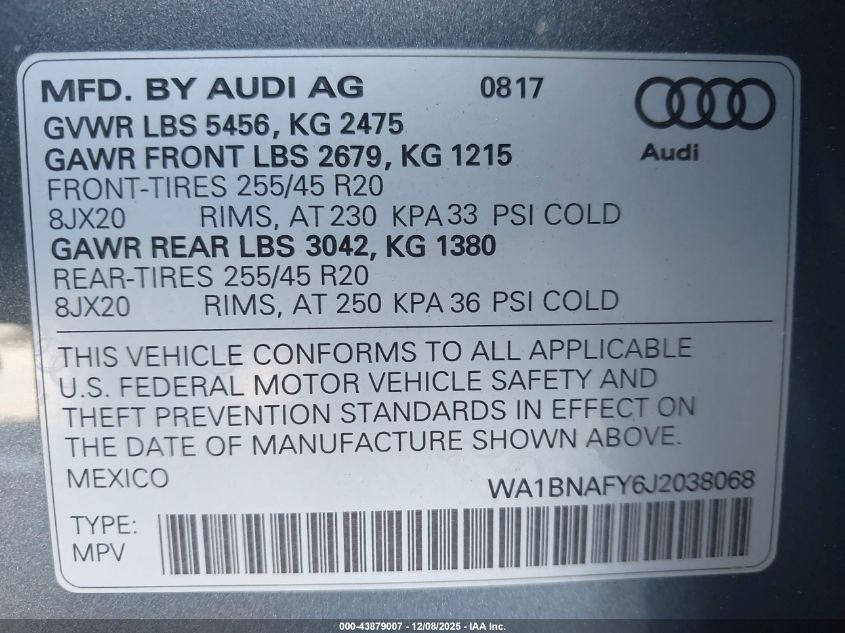 MFD. BY AUDI AG 0817
GVWR LBS 5456, KG 2475
GAWR FRONT LBS 2679, KG 1215
Audi
FRONT-TIRES 255/45 R20
8JX20 RIMS, AT 230 KPA 33 PSI COLD
GAWR REAR LBS 3042, KG 1380
REAR-TIRES 255/45 R20
8JX20 RIMS, AT 250 KPA 36 PSI COLD
THIS VEHICLE CONFORMS TO ALL APPLICABLE
U.S. FEDERAL MOTOR VEHICLE SAFETY AND
THEFT PREVENTION STANDARDS IN EFFECT ON
THE DATE OF MANUFACTURE SHOWN ABOVE.
MEXICO
WA1BNAFY6J2038068
TYPE:
MPV
000-43879007 - 12/08/2025 - IAA Inc.